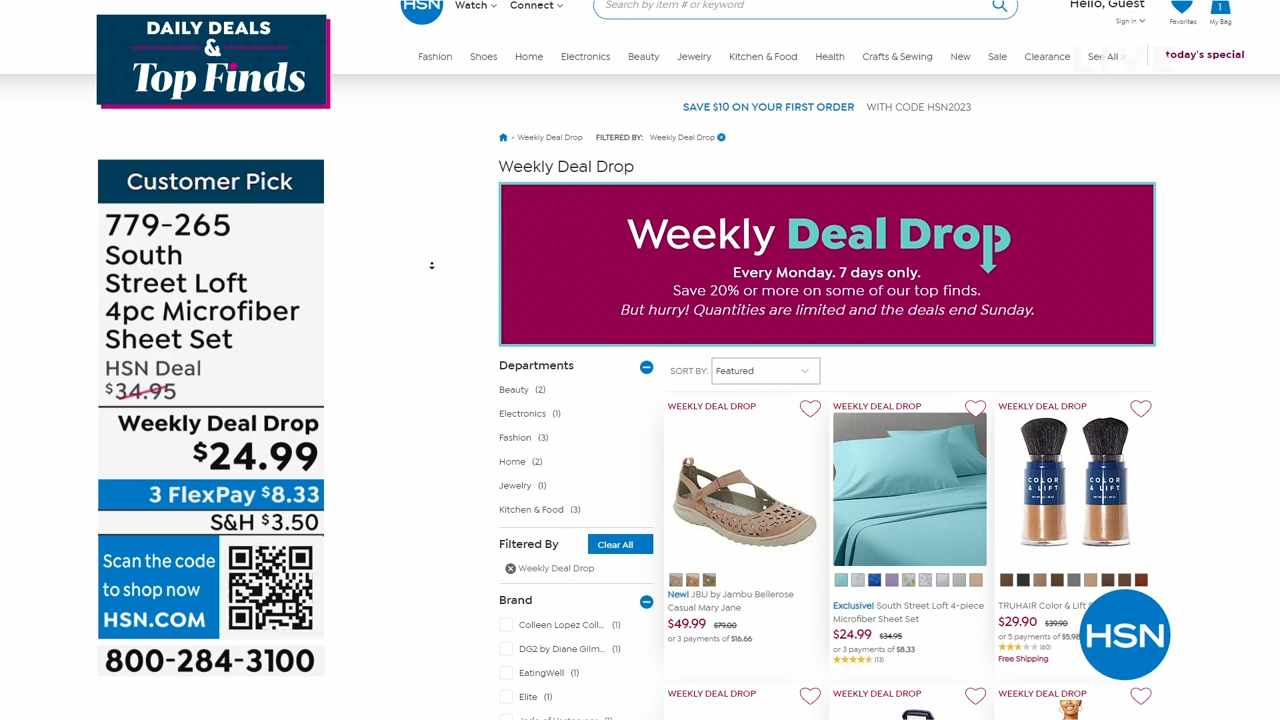 DAILY DEALS
&
Top Finds
Customer Pick
779-265
South
Street Loft
4pc Microfiber
Sheet Set
HSN Deal
$34.95
Weekly Deal Drop
$24.99
3 FlexPay $8.33
S&H $3.50
Scan the code
to shop now
HSN.COM
800-284-3100
HSN
Watch
Connect
Search by item # or keyword
Hello, Guest
Sign In
Favorites
1
My Bag
Fashion Shoes Home Electronics Beauty Jewelry Kitchen & Food Health Crafts & Sewing New Sale Clearance See All >
LIVE
today's special
SAVE $10 ON YOUR FIRST ORDER WITH CODE HSN2023
> Weekly Deal Drop FILTERED BY: Weekly Deal Drop
Weekly Deal Drop
Weekly Deal Drop
Every Monday. 7 days only.
Save 20% or more on some of our top finds.
But hurry! Quantities are limited and the deals end Sunday.
Departments
Beauty (2)
Electronics (1)
Fashion (3)
Home (2)
Jewelry (1)
Kitchen & Food (3)
Filtered By
Clear All
Weekly Deal Drop
Brand
Colleen Lopez Coll... (1)
DG2 by Diane Gilm... (1)
EatingWell (1)
Elite (1)
SORT BY: Featured
WEEKLY DEAL DROP
New! JBU by Jambu Bellerose
Casual Mary Jane
$49.99 $79.00
or 3 payments of $16.66
WEEKLY DEAL DROP
Exclusive! South Street Loft 4-piece
Microfiber Sheet Set
$24.99 $34.95
or 3 payments of $8.33
(13)
WEEKLY DEAL DROP
COLOR
& LIFT
COLOR
& LIFT
TRUHAIR Color & Lift
$29.90 $39.90
or 5 payments of $5.98
(60)
Free Shipping
HSN
WEEKLY DEAL DROP
WEEKLY DEAL DROP
WEEKLY DEAL DROP